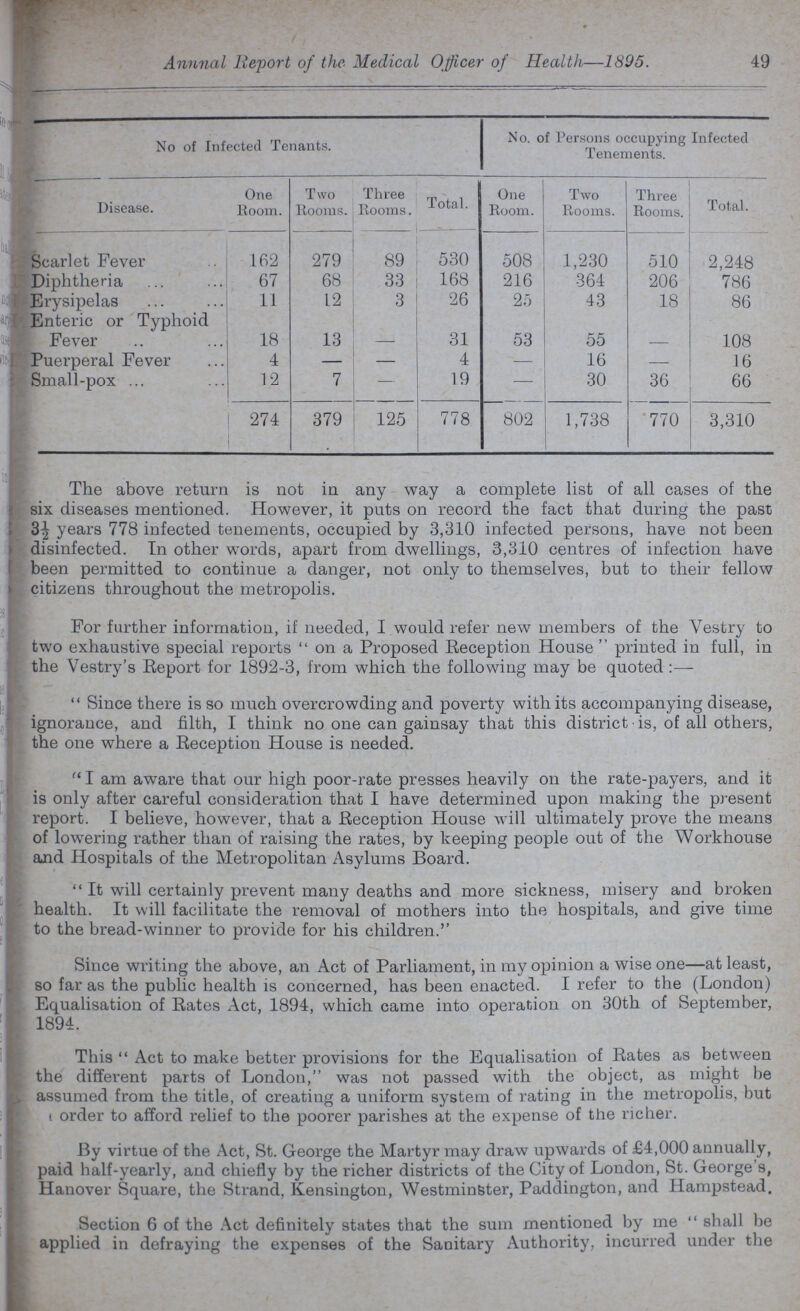 Annnal Report of the Medical Officer of Health—1895. 49
No of Infected Tenants. No. of Persons occupying Infected Tenements.
Disease. One Room. Two Rooms. Three Rooms. Total. One Room. Two Rooms. Three Rooms. Total.
Scarlet Fever .. 162 279 89 530 508 1,230 510 2,248
Diphtheria ... ... 67 68 33 168 216 364 206 786
Erysipelas ... ... 11 12 3 26 25 43 18 86
Enteric or Typhoid
Fever .. ... 18 13 — 31 53 55 — 108
Puerperal Fever ... 4 — — 4 — 16 — 16
Small-pox ... ... 12 7 — 19 — 30 36 66
274 379 125 778 802 1,738 770 3,310
The above return is not in any way a complete list of all cases of the
six diseases mentioned. However, it puts on record the fact that during the past
3½ years 778 infected tenements, occupied by 3,310 infected persons, have not been
disinfected. In other words, apart from dwellings, 3,310 centres of infection have
been permitted to continue a danger, not only to themselves, but to their fellow
citizens throughout the metropolis.
For further information, if needed, I would refer new members of the Vestry to
two exhaustive special reports “ on a Proposed Reception House ” printed in full, in
the Vestry's Report for 1892-3, from which the following may be quoted :—
“ Since there is so much overcrowding and poverty with its accompanying disease,
ignorance, and filth, I think no one can gainsay that this district is, of all others,
the one where a Reception House is needed.
“ I am aware that our high poor-rate presses heavily on the rate-payers, and it
is only after careful consideration that I have determined upon making the present
report. I believe, however, that a Reception House will ultimately prove the means
of lowering rather than of raising the rates, by keeping people out of the Workhouse
and Hospitals of the Metropolitan Asylums Board.
“ It will certainly prevent many deaths and more sickness, misery and broken
health. It will facilitate the removal of mothers into the hospitals, and give time
to the bread-winner to provide for his children.”
Since writing the above, an Act of Parliament, in my opinion a wise one—at least,
so far as the public health is concerned, has been enacted. I refer to the (London)
Equalisation of Rates Act, 1894, which came into operation on 30th of September,
1894.
This “ Act to make better provisions for the Equalisation of Rates as between
the different parts of London,” was not passed with the object, as might be
assumed from the title, of creating a uniform system of rating in the metropolis, but
order to afford relief to the poorer parishes at the expense of the richer.
By virtue of the Act, St. George the Martyr may draw upwards of £4,000 annually,
paid half-yearly, and chiefly by the richer districts of the City of London, St. George's,
Hanover Square, the Strand, Kensington, Westminster, Paddington, and Hampstead.
Section 6 of the Act definitely states that the sum mentioned by me “ shall be
applied in defraying the expenses of the Sanitary Authority, incurred under the